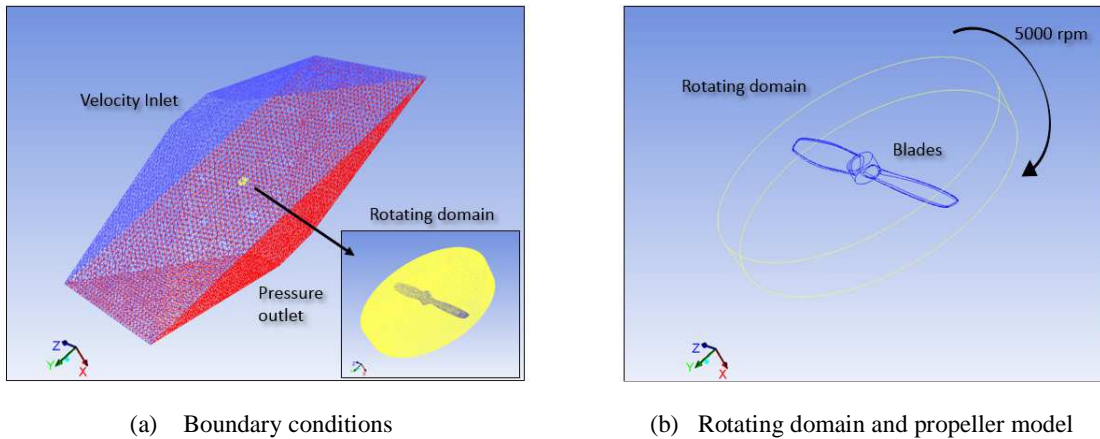 Velocity Inlet
Rotating domain
Pressure
outlet
Z
Y
X
5000 rpm
Rotating domain
Blades
Z
Y
X
(a) Boundary conditions
(b) Rotating domain and propeller model